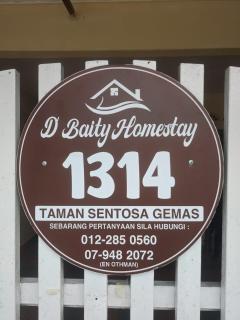 D'Baity Homestay
1314
TAMAN SENTOSA GEMAS
SEBARANG PERTANYAAN SILA HUBUNGI :
012-285 0560
07-948 2072
(EN OTHMAN)